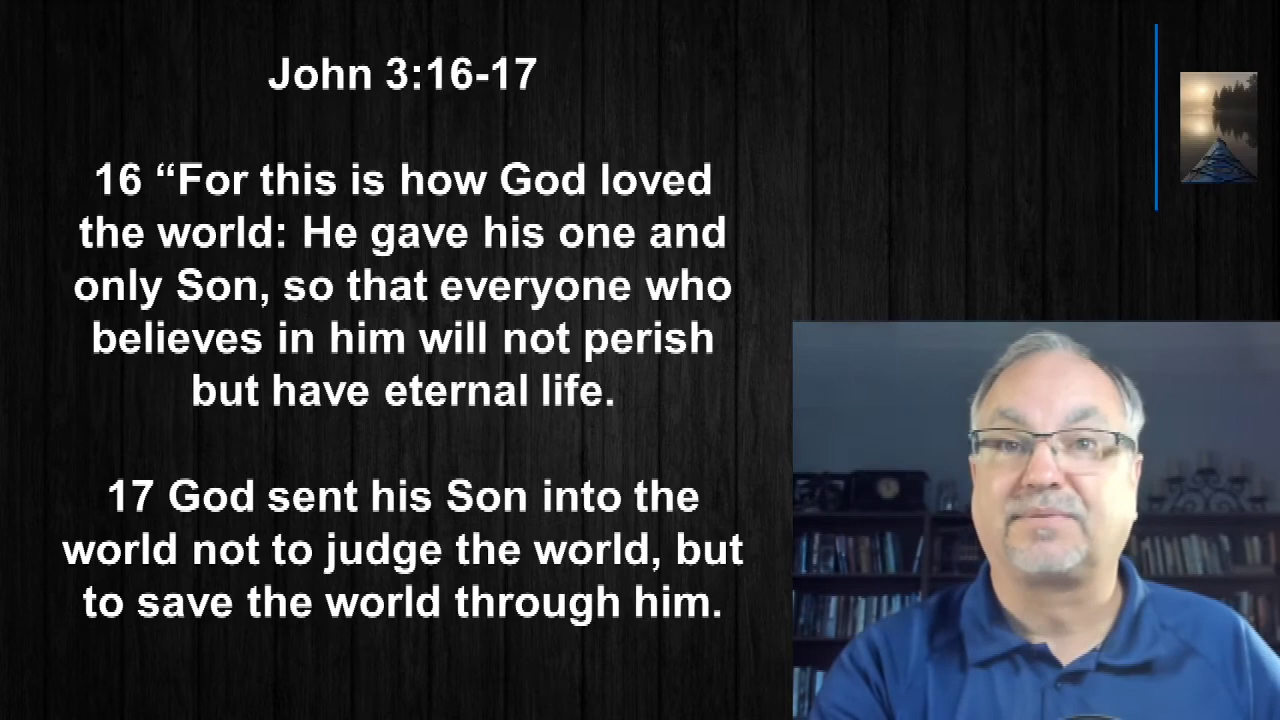 John 3:16-17
16 “For this is how God loved
the world: He gave his one and
only Son, so that everyone who
believes in him will not perish
but have eternal life.
17 God sent his Son into the
world not to judge the world, but
to save the world through him.